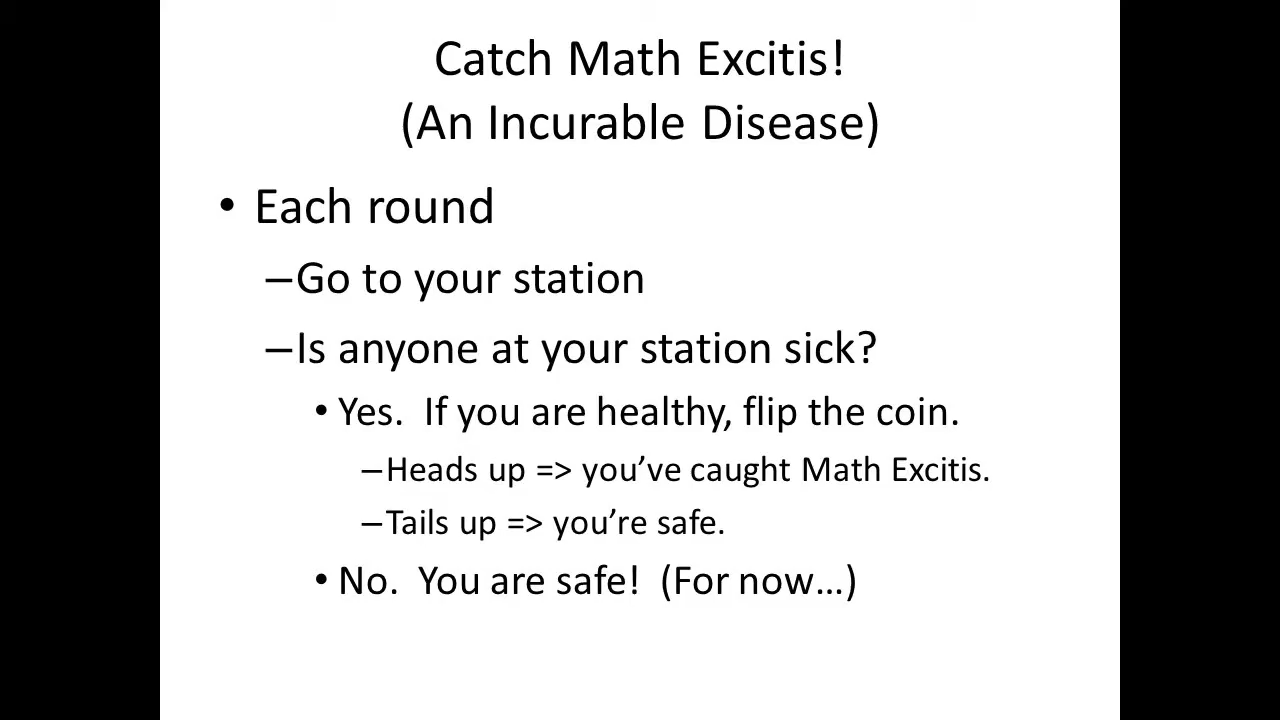 Catch Math Excitis!
(An Incurable Disease)
• Each round
–Go to your station
–Is anyone at your station sick?
• Yes.  If you are healthy, flip the coin.
–Heads up => you’ve caught Math Excitis.
–Tails up => you’re safe.
• No.  You are safe!  (For now…)